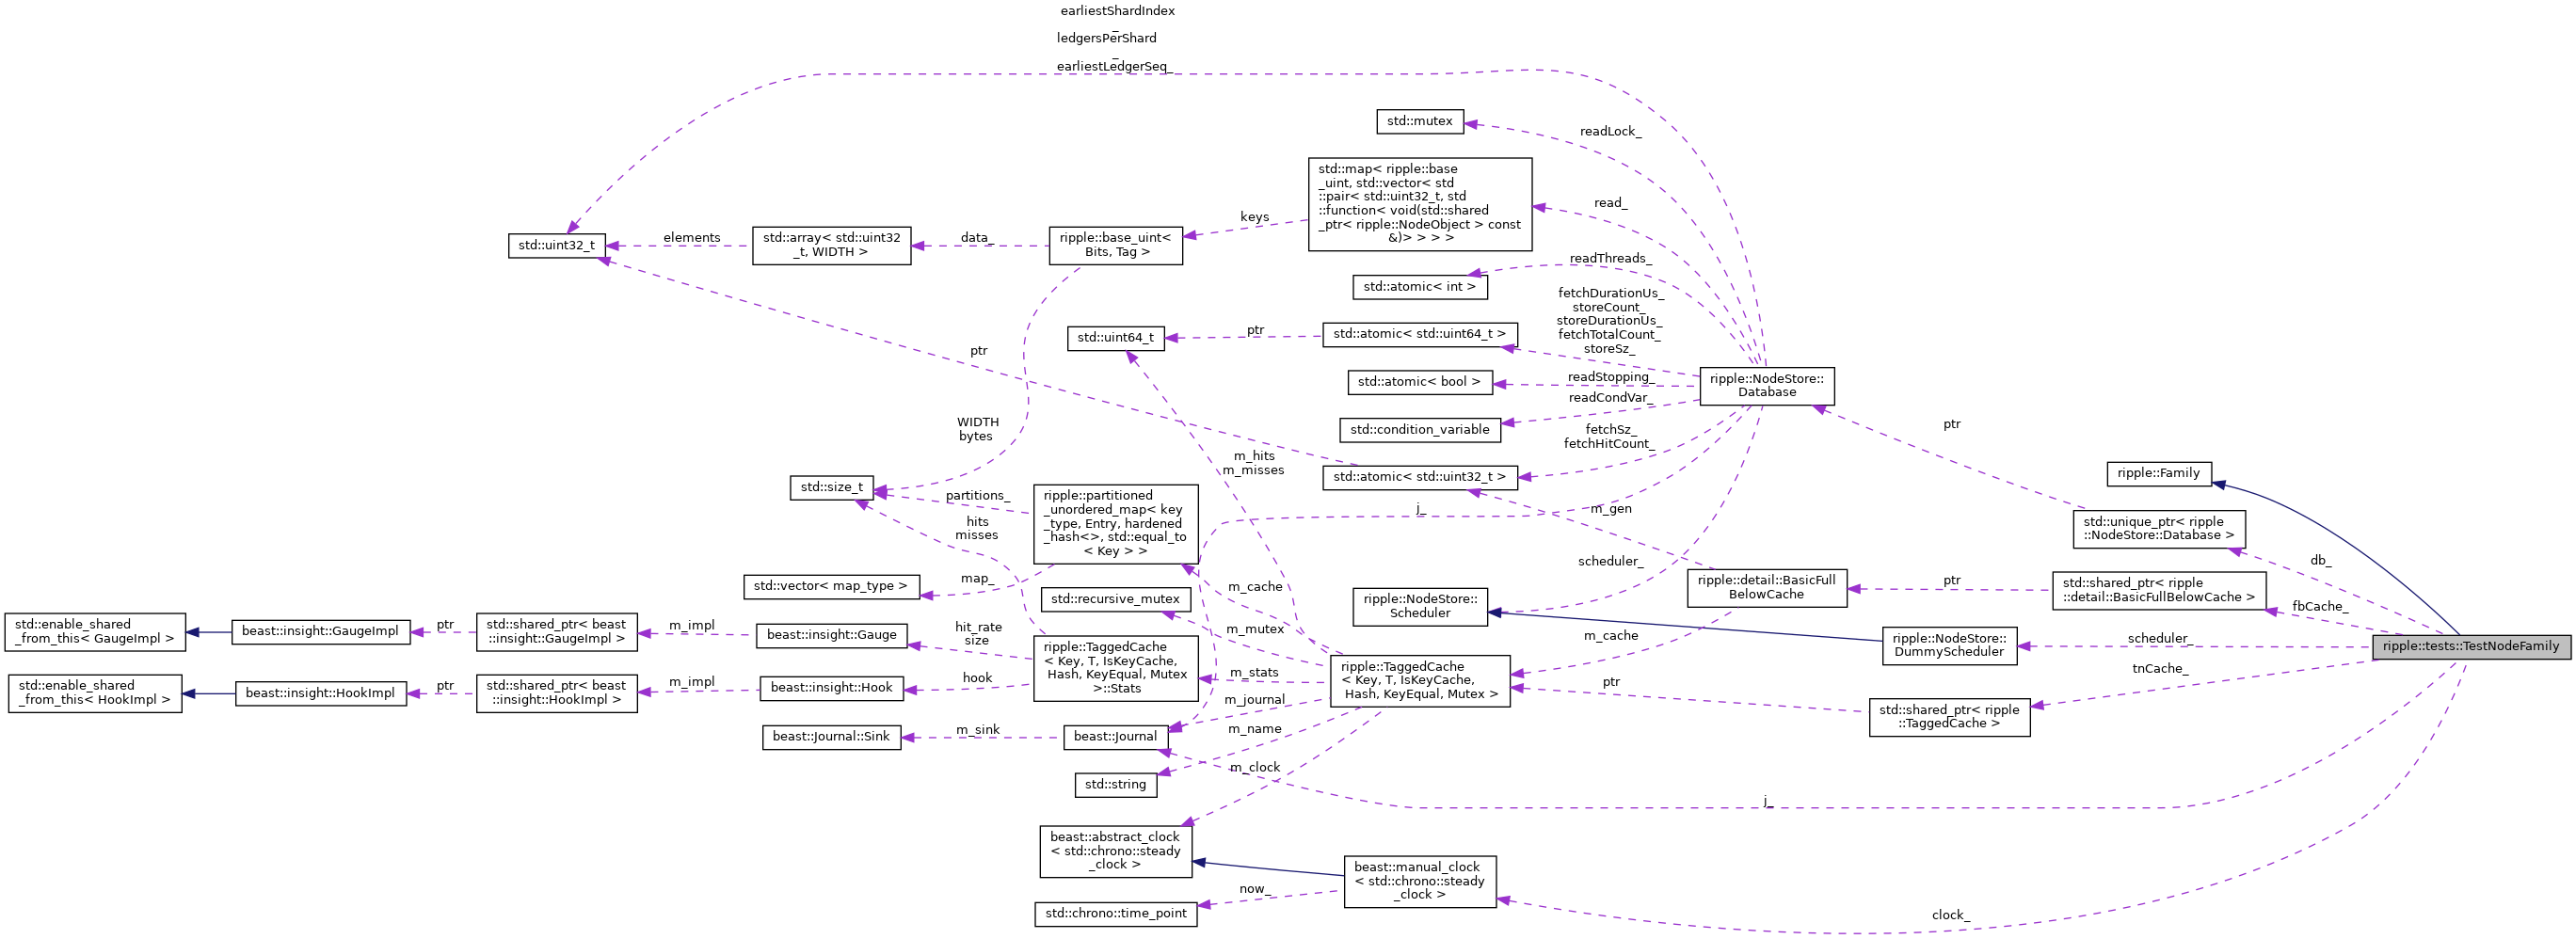 earliestShardIndex
_
ledgersPerShard
_
earliestLedgerSeq_
std::mutex
readLock_
std::map< ripple::base
_uint, std::vector< std
::pair< std::uint32_t, std
::function< void(std::shared
_ptr< ripple::NodeObject > const
&)> > > >
read_
keys
std::uint32_t
elements
std::array< std::uint32
_t, WIDTH >
data_
ripple::base_uint<
Bits, Tag >
readThreads_
std::atomic< int >
fetchDurationUs_
storeCount_
storeDurationUs_
fetchTotalCount_
storeSz_
std::uint64_t
ptr
std::atomic< std::uint64_t >
ptr
std::atomic< bool >
readStopping_
ripple::NodeStore::
Database
readCondVar_
std::condition_variable
WIDTH
bytes
fetchSz_
fetchHitCount_
ptr
m_hits
m_misses
std::atomic< std::uint32_t >
ripple::Family
std::size_t
partitions_
ripple::partitioned
_unordered_map< key
_type, Entry, hardened
_hash<>, std::equal_to
< Key > >
j_
m_gen
std::unique_ptr< ripple
::NodeStore::Database >
hits
misses
scheduler_
db_
std::vector< map_type >
map_
m_cache
ripple::detail::BasicFull
BelowCache
ptr
std::shared_ptr< ripple
::detail::BasicFullBelowCache >
std::recursive_mutex
ripple::NodeStore::
Scheduler
fbCache_
std::enable_shared
_from_this< GaugeImpl >
beast::insight::GaugeImpl
ptr
std::shared_ptr< beast
::insight::GaugeImpl >
m_impl
beast::insight::Gauge
hit_rate
size
m_mutex
m_cache
ripple::NodeStore::
DummyScheduler
scheduler_
ripple::tests::TestNodeFamily
ripple::TaggedCache
< Key, T, IsKeyCache,
Hash, KeyEqual, Mutex
>::Stats
m_stats
ripple::TaggedCache
< Key, T, IsKeyCache,
Hash, KeyEqual, Mutex >
tnCache_
std::enable_shared
_from_this< HookImpl >
beast::insight::HookImpl
ptr
std::shared_ptr< beast
::insight::HookImpl >
m_impl
beast::insight::Hook
hook
ptr
m_journal
std::shared_ptr< ripple
::TaggedCache >
beast::Journal::Sink
m_sink
beast::Journal
m_name
std::string
m_clock
j_
beast::abstract_clock
< std::chrono::steady
_clock >
beast::manual_clock
< std::chrono::steady
_clock >
now_
std::chrono::time_point
clock_